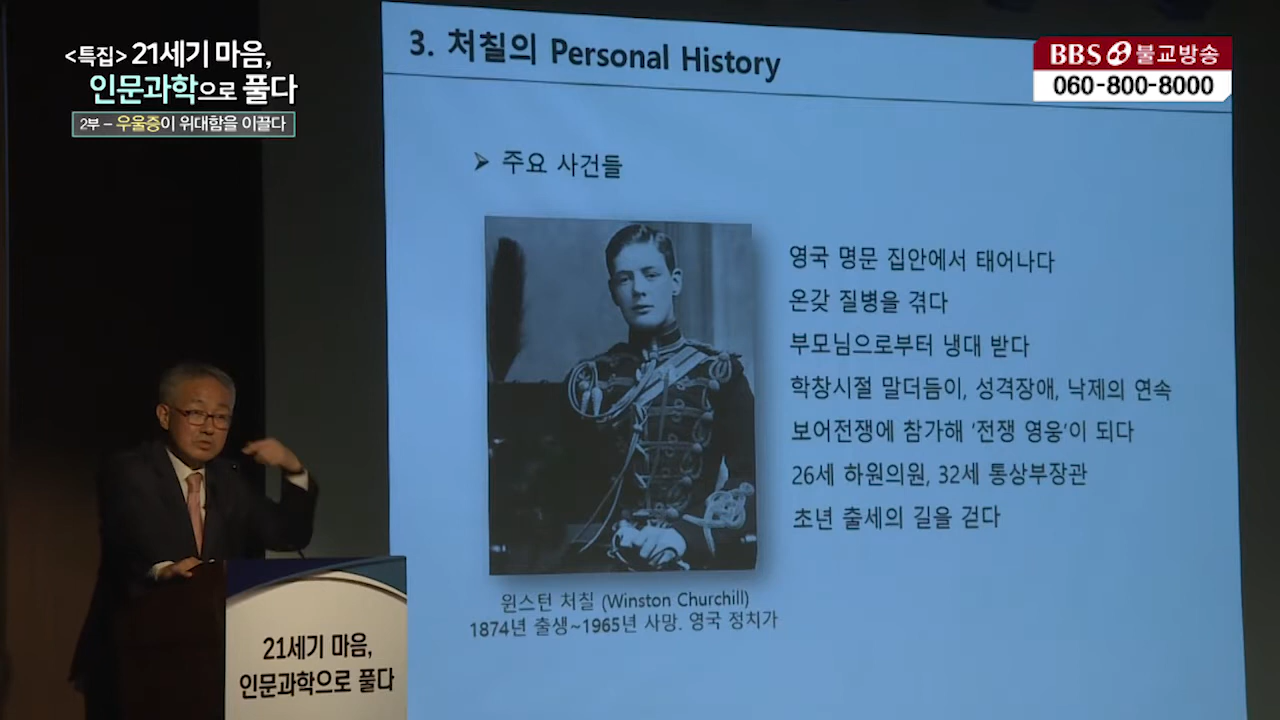 <특집> 21세기 마음,
인문과학으로 풀다
2부 - 우울증이 위대함을 이끌다
BBS 불교방송
060-800-8000
3. 처칠의 Personal History
➤ 주요 사건들
영국 명문 집안에서 태어나다
온갖 질병을 겪다
부모님으로부터 냉대 받다
학창시절 말더듬이, 성격장애, 낙제의 연속
보어전쟁에 참가해 '전쟁 영웅'이 되다
26세 하원의원, 32세 통상부장관
초년 출세의 길을 걷다
윈스턴 처칠 (Winston Churchill)
1874년 출생~1965년 사망. 영국 정치가
21세기 마음,
인문과학으로 풀다